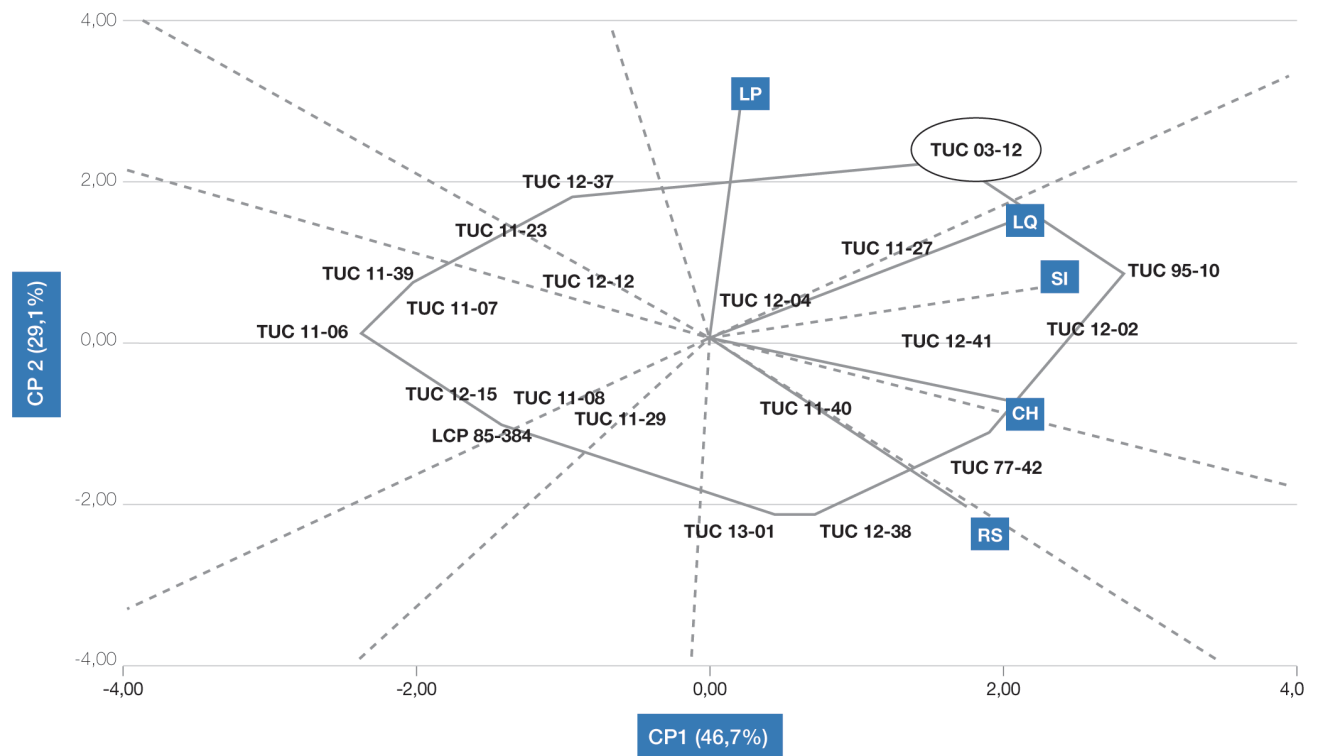 4,00
LP
TUC 03-12
2,00
TUC 12-37
LQ
TUC 11-23
TUC 11-27
TUC 11-39
TUC 12-12
SI
TUC 95-10
TUC 11-07
TUC 12-04
TUC 11-06
TUC 12-02
0,00
TUC 12-41
CP 2 (29,1%)
TUC 12-15
TUC 11-08
TUC 11-29
TUC 11-40
CH
LCP 85-384
TUC 77-42
-2,00
TUC 13-01
TUC 12-38
RS
-4,00
-4,00
-2,00
0,00
2,00
4,0
CP1 (46,7%)